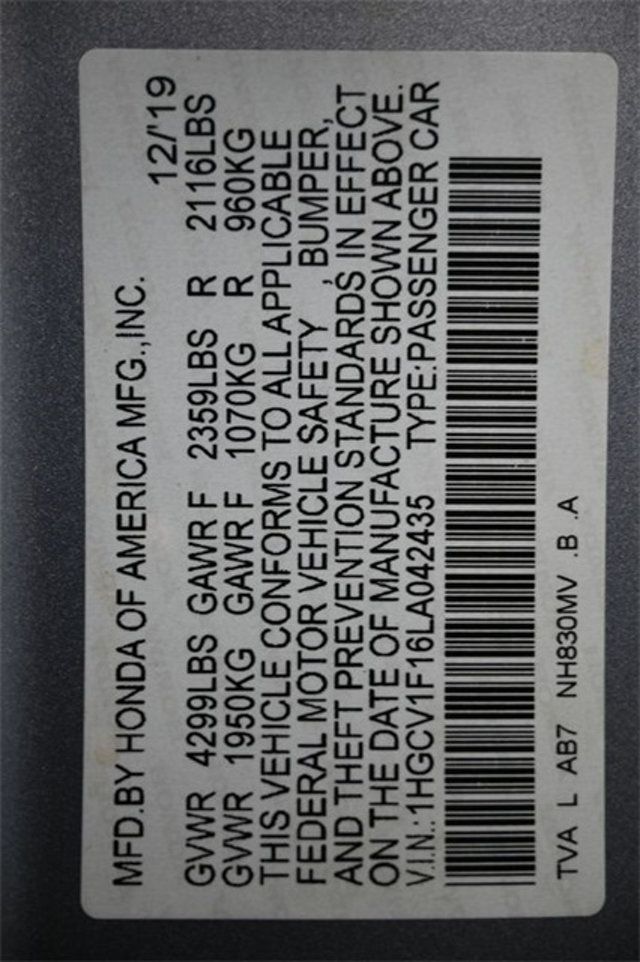 MFD.BY HONDA OF AMERICA MFG.,INC.
12/'19
GVWR 4299LBS GAWR F 2359LBS R 2116LBS
GVWR 1950KG GAWR F 1070KG R 960KG
THIS VEHICLE CONFORMS TO ALL APPLICABLE
FEDERAL MOTOR VEHICLE SAFETY , BUMPER,
AND THEFT PREVENTION STANDARDS IN EFFECT
ON THE DATE OF MANUFACTURE SHOWN ABOVE.
V.I.N.:1HGCV1F16LA042435 TYPE:PASSENGER CAR
TVA L AB7 NH830MV .B .A